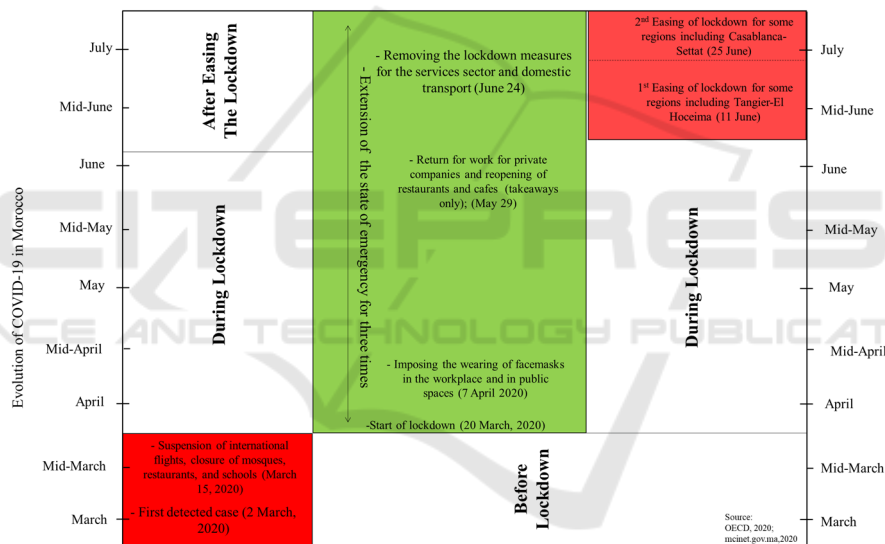 Evolution of COVID-19 in Morocco
July
Mid-June
June
Mid-May
May
Mid-April
April
Mid-March
March
After Easing
The Lockdown
During Lockdown
- Suspension of international
flights, closure of mosques,
restaurants, and schools (March
15, 2020)
- First detected case (2 March,
2020)
- Extension of the state of emergency for three
times
- Removing the lockdown measures
for the services sector and domestic
transport (June 24)
- Return for work for private
companies and reopening of
restaurants and cafes (takeaways
only); (May 29)
- Imposing the wearing of facemasks
in the workplace and in public
spaces (7 April 2020)
-Start of lockdown (20 March, 2020)
Before
Lockdown
2nd Easing of lockdown for some
regions including Casablanca-
Settat (25 June)
1st Easing of lockdown for some
regions including Tangier-El
Hoceima (11 June)
During Lockdown
Source:
OECD, 2020;
mcinet.gov.ma,2020
July
Mid-June
June
Mid-May
May
Mid-April
April
Mid-March
March
CITEPRES
NCE AND TECHNOLOGY PUBLICAT